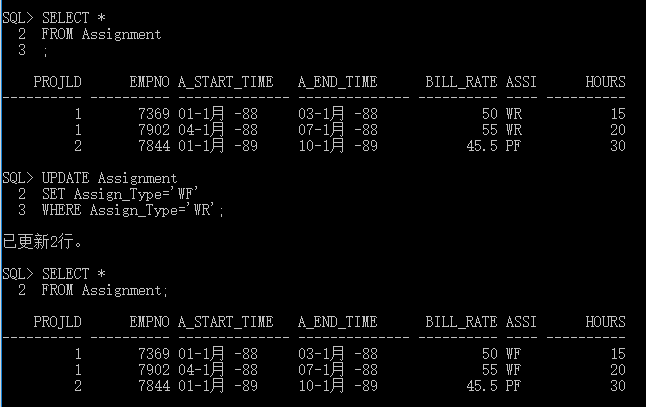 SQL> SELECT *
  2  FROM Assignment
  3  ;

    PROJLD      EMPNO A_START_TIME   A_END_TIME      BILL_RATE ASSI      HOURS
---------- ---------- -------------- -------------- ---------- ---- ----------
         1       7369 01-1月 -88     03-1月 -88             50 WR           15
         1       7902 04-1月 -88     07-1月 -88             55 WR           20
         2       7844 01-1月 -89     10-1月 -89           45.5 PF           30

SQL> UPDATE Assignment
  2  SET Assign_Type='WF'
  3  WHERE Assign_Type='WR';

已更新2行。

SQL> SELECT *
  2  FROM Assignment;

    PROJLD      EMPNO A_START_TIME   A_END_TIME      BILL_RATE ASSI      HOURS
---------- ---------- -------------- -------------- ---------- ---- ----------
         1       7369 01-1月 -88     03-1月 -88             50 WF           15
         1       7902 04-1月 -88     07-1月 -88             55 WF           20
         2       7844 01-1月 -89     10-1月 -89           45.5 PF           30